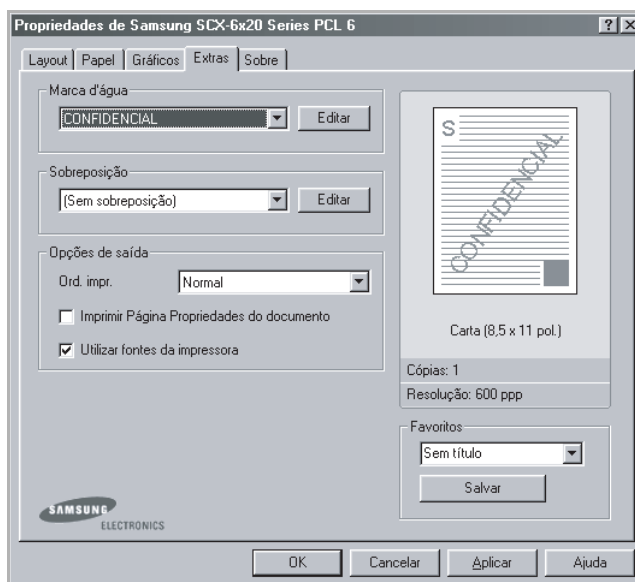 Propriedades de Samsung SCX-6x20 Series PCL 6
Layout Papel Gráficos Extras Sobre
Marca d'água
CONFIDENCIAL Editar
Sobreposição
(Sem sobreposição) Editar
Opções de saída
Ord. impr. Normal
Imprimir Página Propriedades do documento
Utilizar fontes da impressora
S
CONFIDENCIAL
Carta (8,5 x 11 pol.)
Cópias: 1
Resolução: 600 ppp
Favoritos
Sem título
Salvar
SAMSUNG
ELECTRONICS
OK Cancelar Aplicar Ajuda